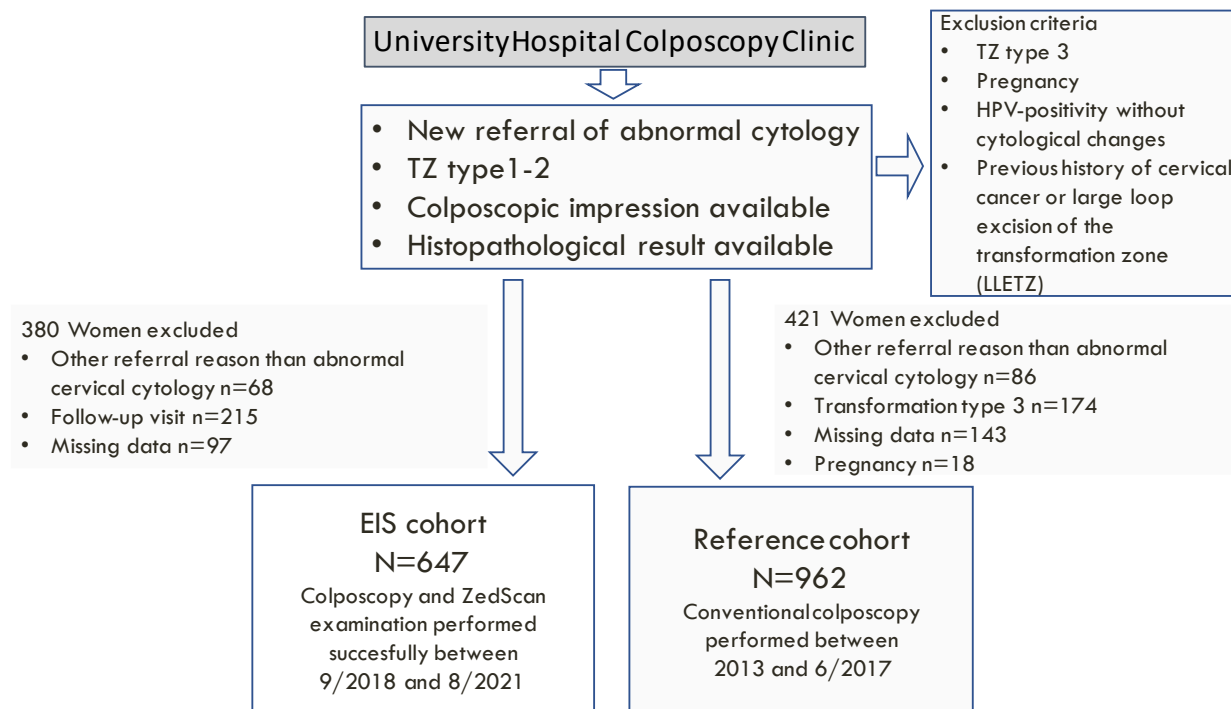 University Hospital Colposcopy Clinic
Exclusion criteria
• TZ type 3
• Pregnancy
• HPV-positivity without
cytological changes
• Previous history of cervical
cancer or large loop
excision of the
transformation zone
(LLETZ)
• New referral of abnormal cytology
• TZ type1-2
• Colposcopic impression available
• Histopathological result available
380 Women excluded
• Other referral reason than abnormal
cervical cytology n=68
• Follow-up visit n=215
• Missing data n=97
421 Women excluded
• Other referral reason than abnormal
cervical cytology n=86
• Transformation type 3 n=174
• Missing data n=143
• Pregnancy n=18
EIS cohort
N=647
Colposcopy and ZedScan
examination performed
succesfully between
9/2018 and 8/2021
Reference cohort
N=962
Conventional colposcopy
performed between
2013 and 6/2017